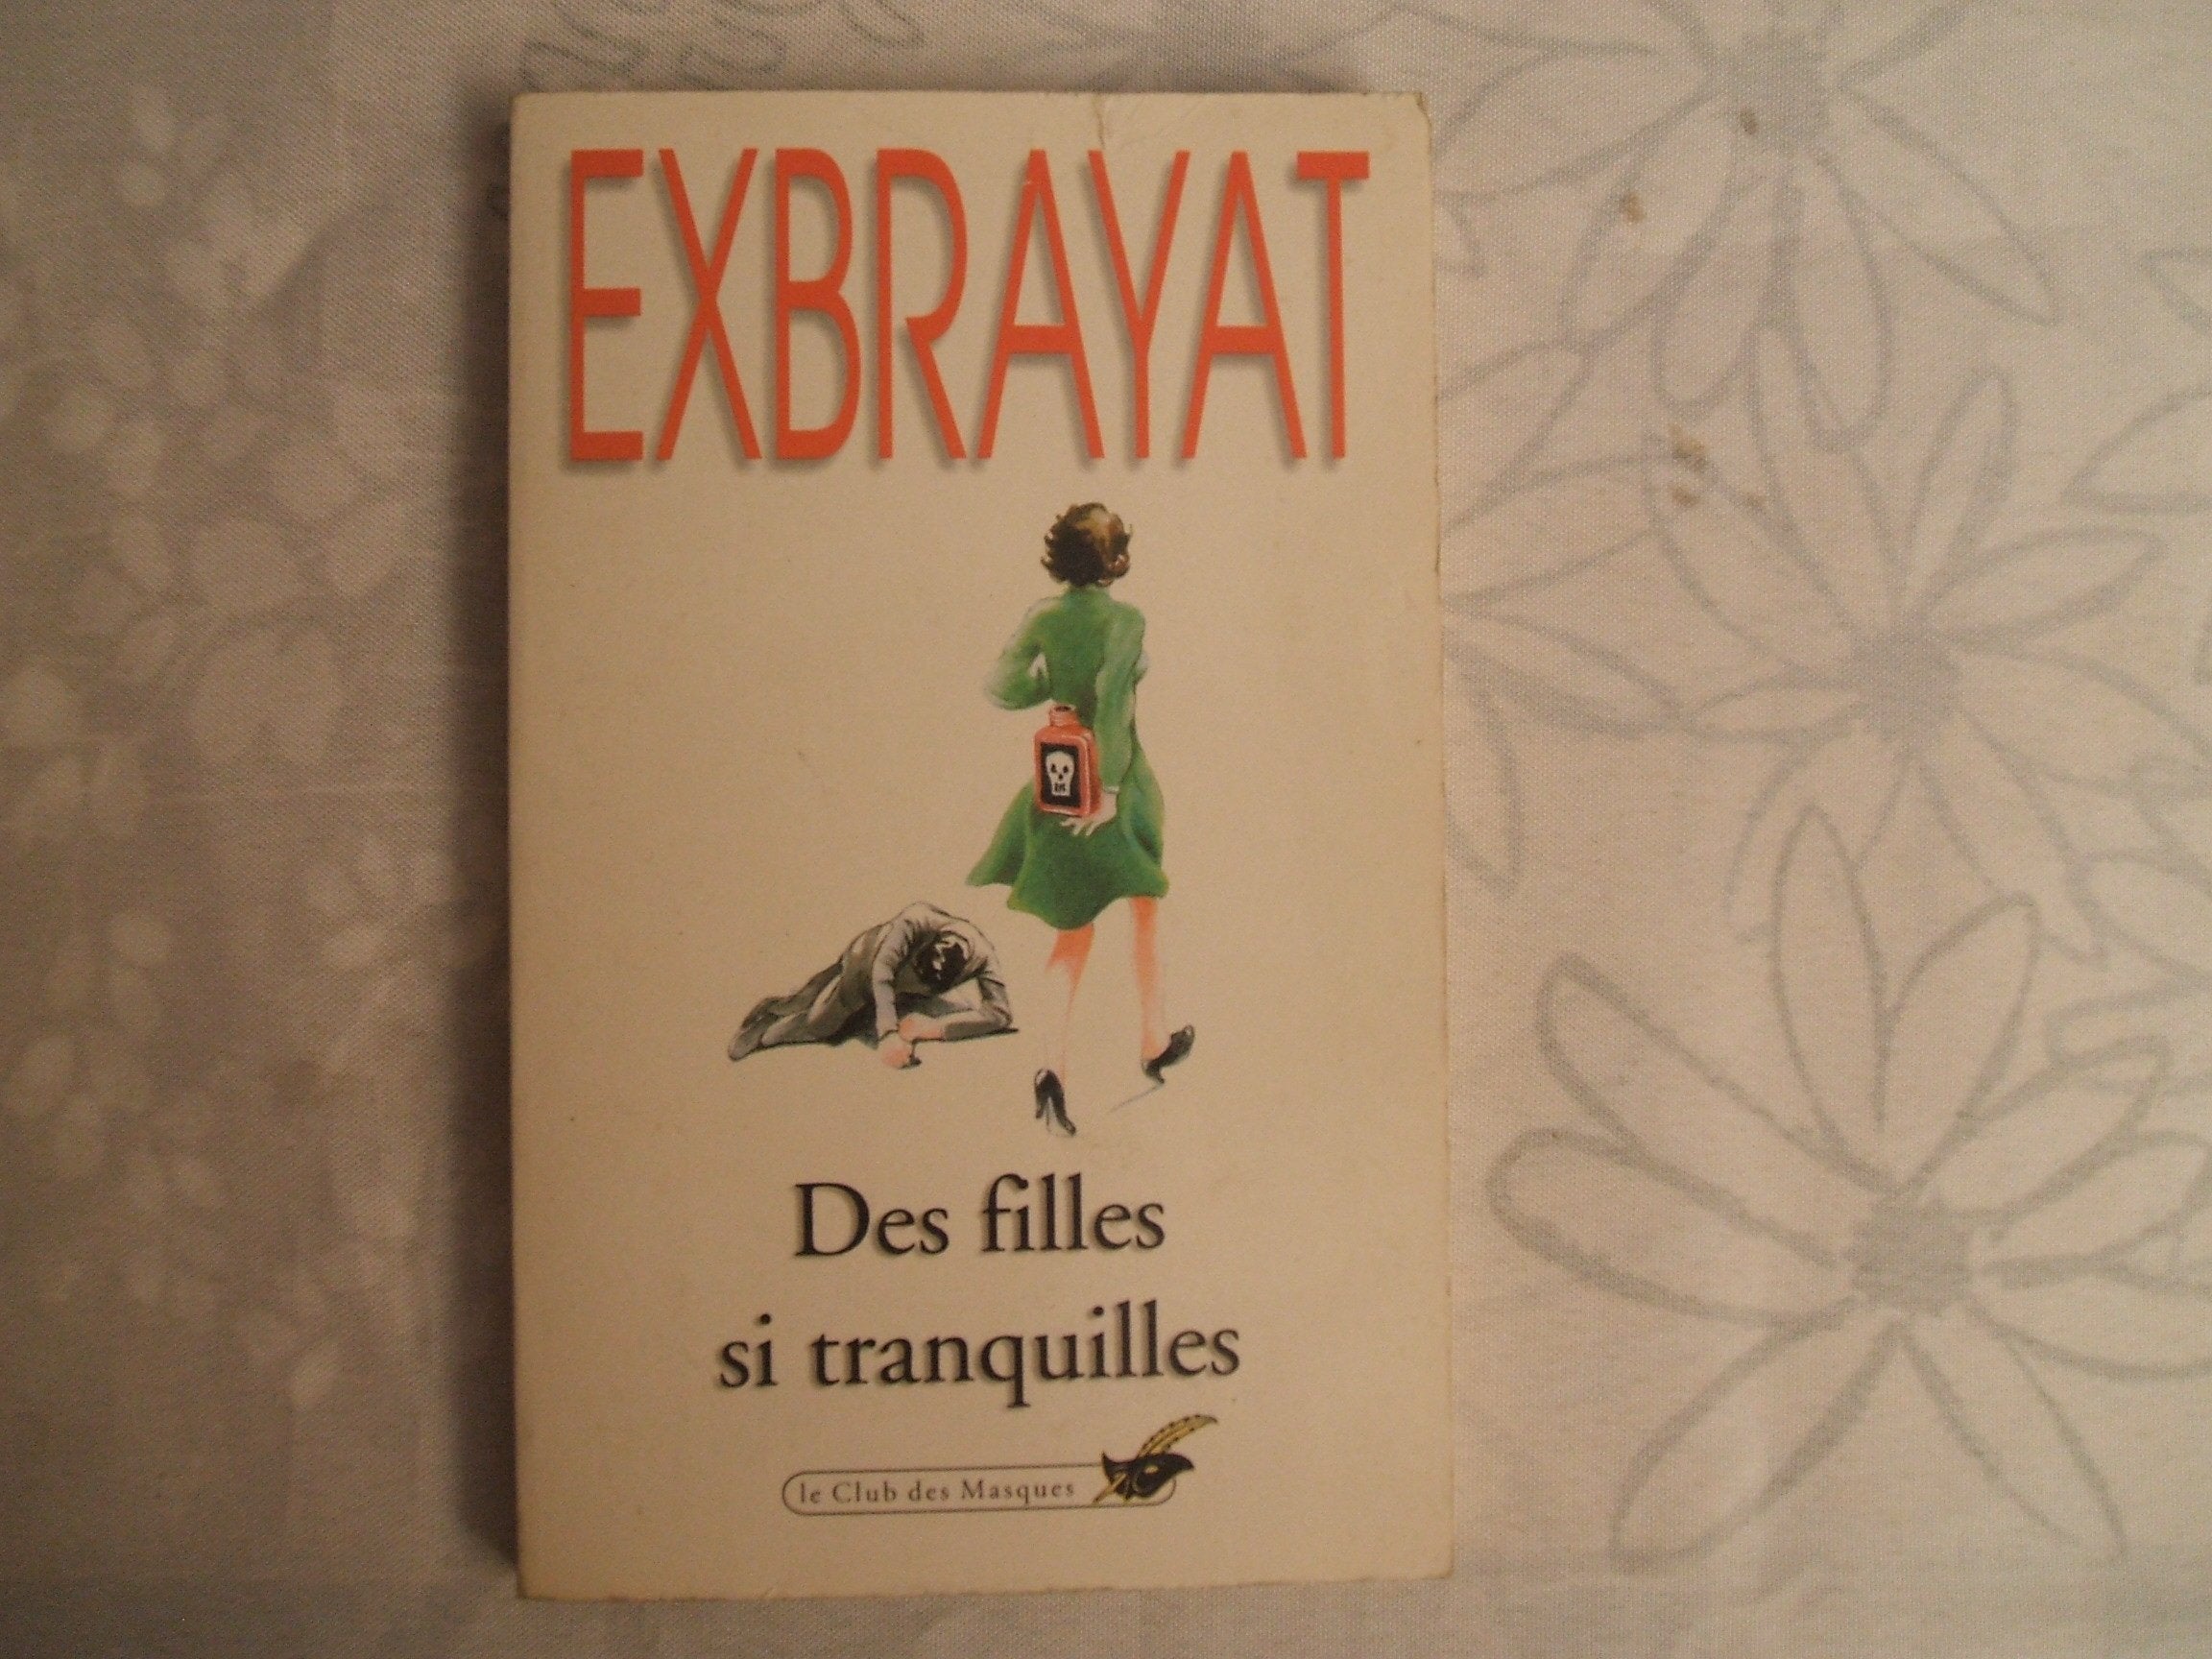 EXBRAYAT
Des filles
si tranquilles
le Club des Masques